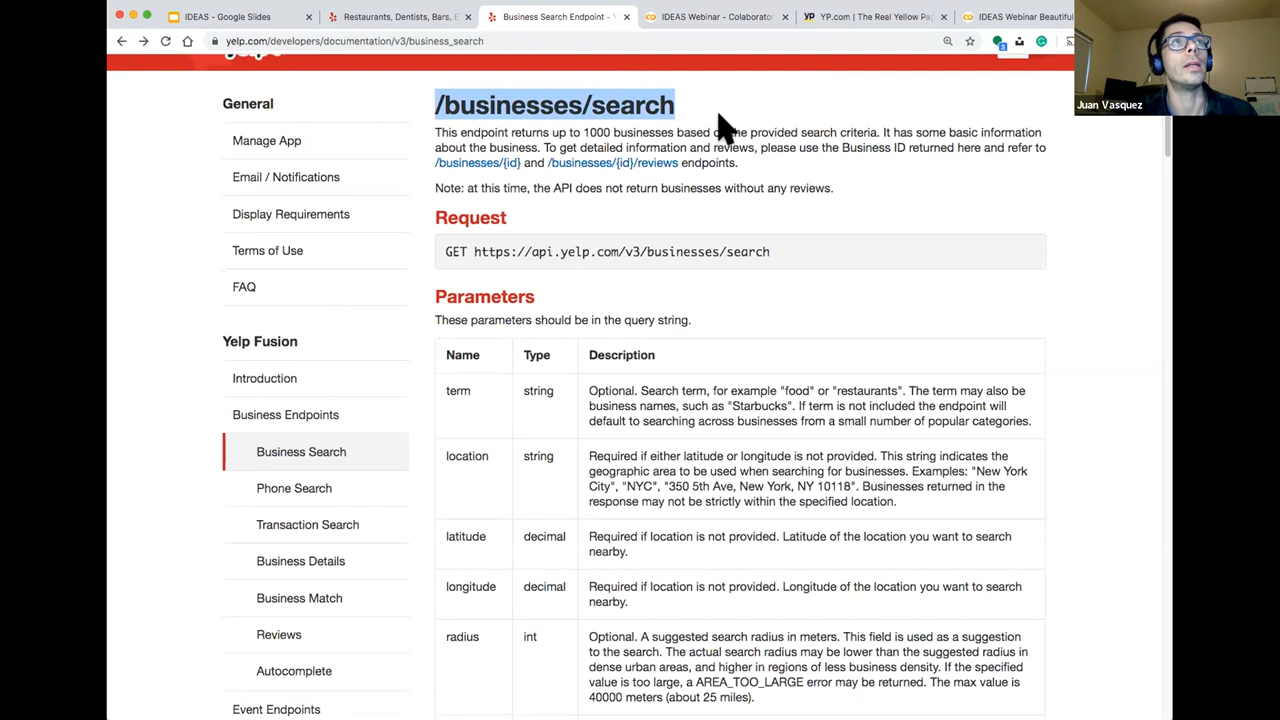 IDEAS - Google Slides
Restaurants, Dentists, Bars, B
Business Search Endpoint -
IDEAS Webinar - Colaborator
YP.com | The Real Yellow Pag
IDEAS Webinar Beautiful
yelp.com/developers/documentation/v3/business_search
Juan Vasquez
General
Manage App
Email / Notifications
Display Requirements
Terms of Use
FAQ
Yelp Fusion
Introduction
Business Endpoints
Business Search
Phone Search
Transaction Search
Business Details
Business Match
Reviews
Autocomplete
Event Endpoints
/businesses/search
This endpoint returns up to 1000 businesses based on the provided search criteria. It has some basic information
about the business. To get detailed information and reviews, please use the Business ID returned here and refer to
/businesses/{id} and /businesses/{id}/reviews endpoints.
Note: at this time, the API does not return businesses without any reviews.
Request
GET https://api.yelp.com/v3/businesses/search
Parameters
These parameters should be in the query string.
Name Type Description
term string Optional. Search term, for example "food" or "restaurants". The term may also be
business names, such as "Starbucks". If term is not included the endpoint will
default to searching across businesses from a small number of popular categories.
location string Required if either latitude or longitude is not provided. This string indicates the
geographic area to be used when searching for businesses. Examples: "New York
City", "NYC", "350 5th Ave, New York, NY 10118". Businesses returned in the
response may not be strictly within the specified location.
latitude decimal Required if location is not provided. Latitude of the location you want to search
nearby.
longitude decimal Required if location is not provided. Longitude of the location you want to search
nearby.
radius int Optional. A suggested search radius in meters. This field is used as a suggestion
to the search. The actual search radius may be lower than the suggested radius in
dense urban areas, and higher in regions of less business density. If the specified
value is too large, a AREA_TOO_LARGE error may be returned. The max value is
40000 meters (about 25 miles).